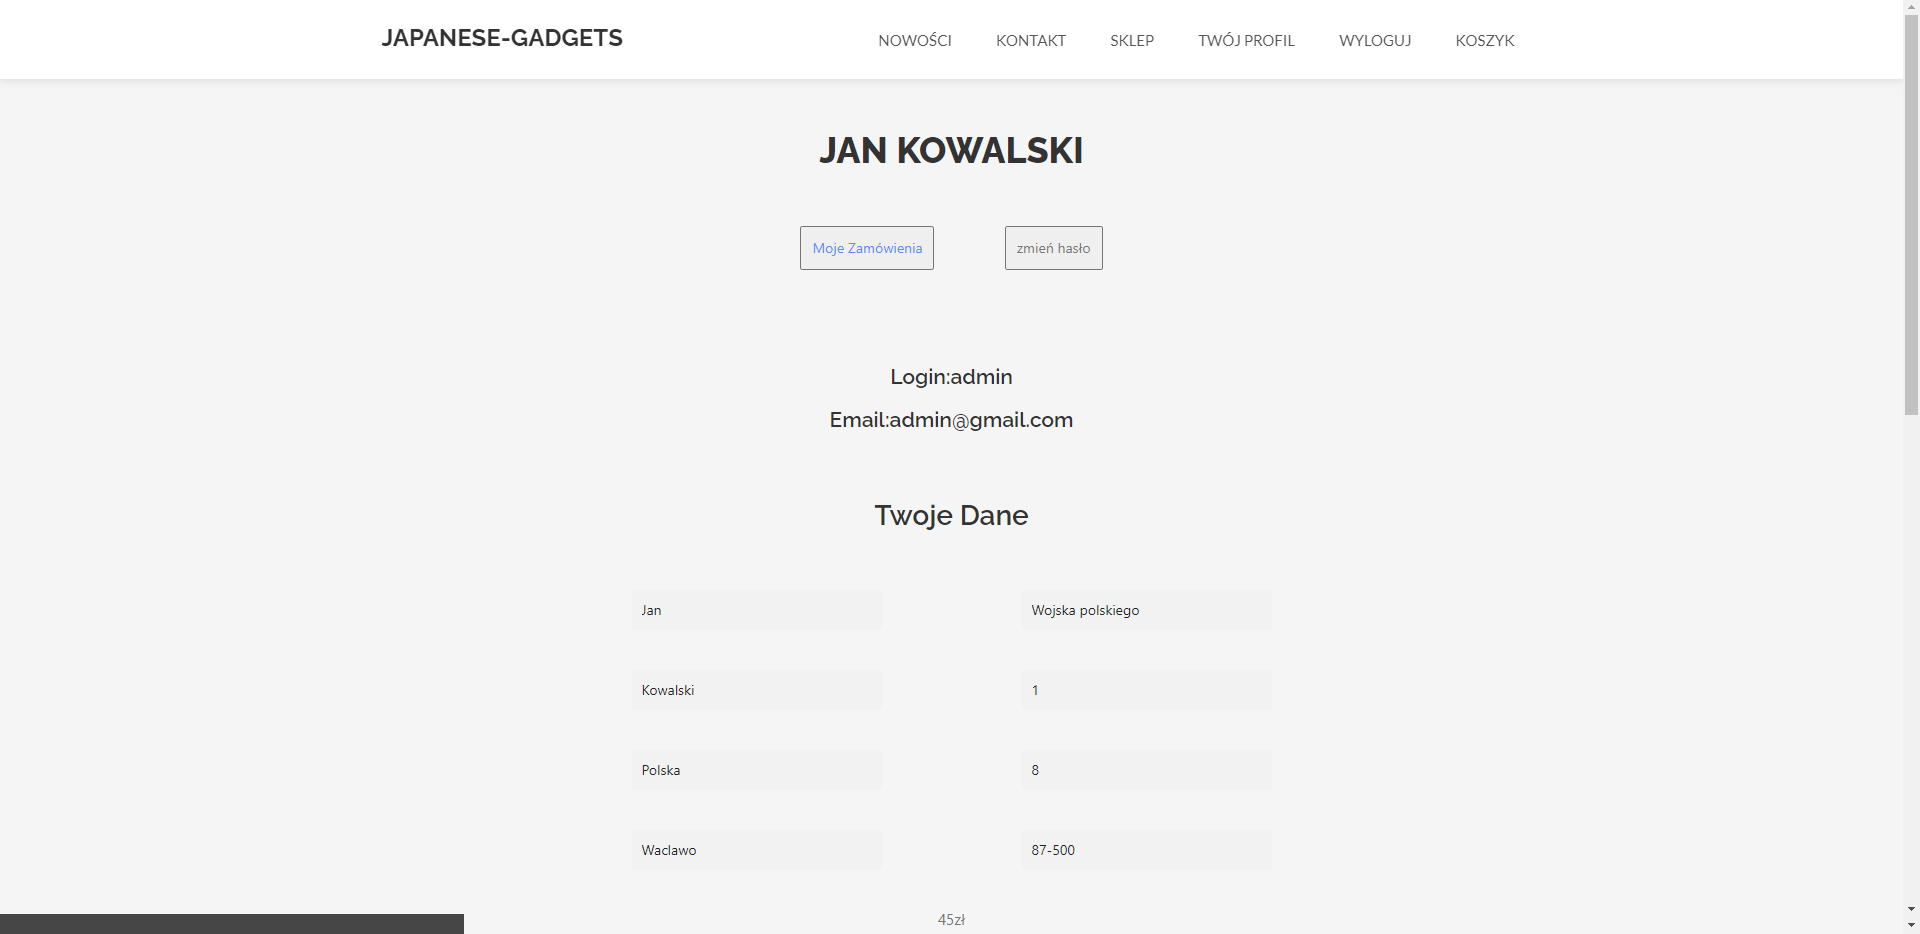 JAPANESE-GADGETS
NOWOŚCI KONTAKT SKLEP TWÓJ PROFIL WYLOGUJ KOSZYK
JAN KOWALSKI
Moje Zamówienia zmień hasło
Login:admin
Email:admin@gmail.com
Twoje Dane
Jan Wojska polskiego
Kowalski 1
Polska 8
Waclawo 87-500
45zł